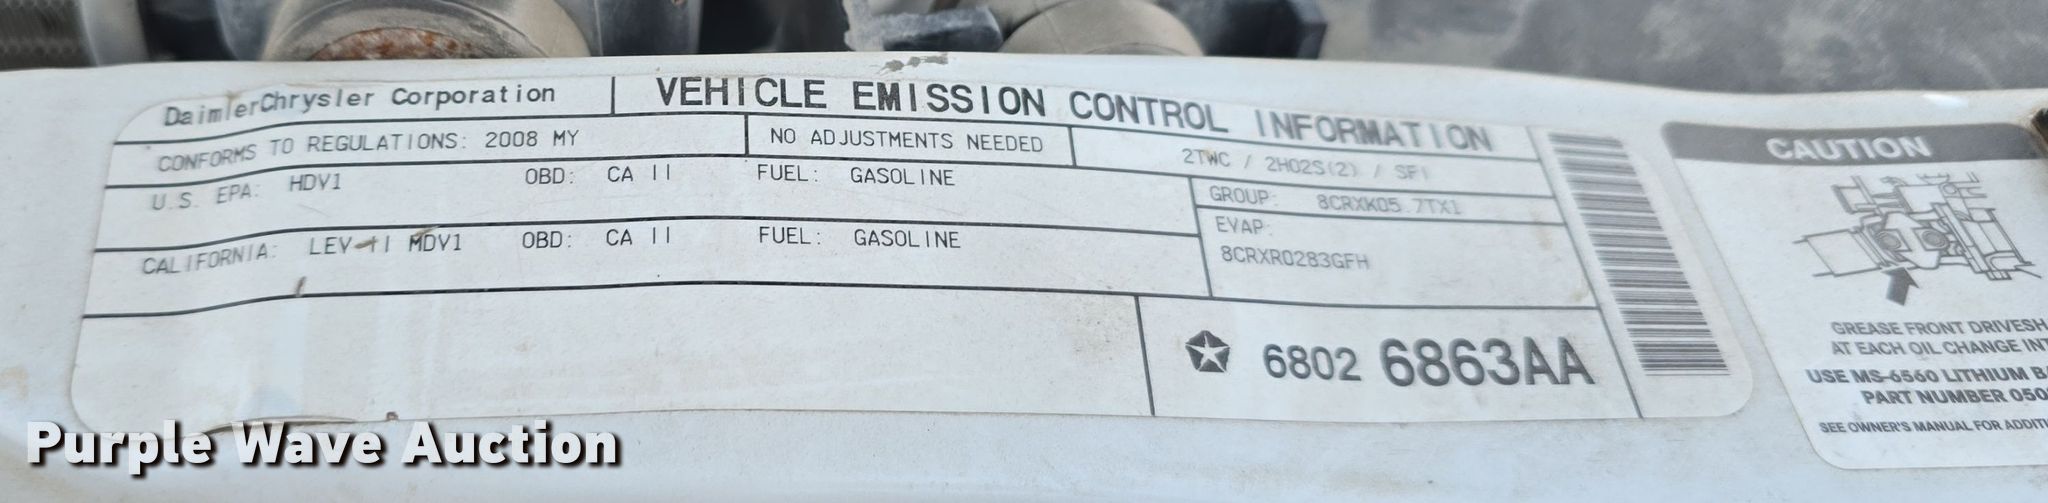 DaimlerChrysler Corporation
VEHICLE EMISSION CONTROL INFORMATION
CONFORMS TO REGULATIONS: 2008 MY
NO ADJUSTMENTS NEEDED
2TWC / 2HO2S(2) / SFI
U.S. EPA: HDV1 OBD: CA II FUEL: GASOLINE
GROUP: 8CRXK05.7TX1
CALIFORNIA: LEV-II MDV1 OBD: CA II FUEL: GASOLINE
EVAP:
8CRXR0283GFH
6802 6863AA
CAUTION
GREASE FRONT DRIVESH
AT EACH OIL CHANGE INT
USE MS-6560 LITHIUM BA
PART NUMBER 050
SEE OWNER'S MANUAL FOR ADDITI
Purple Wave Auction